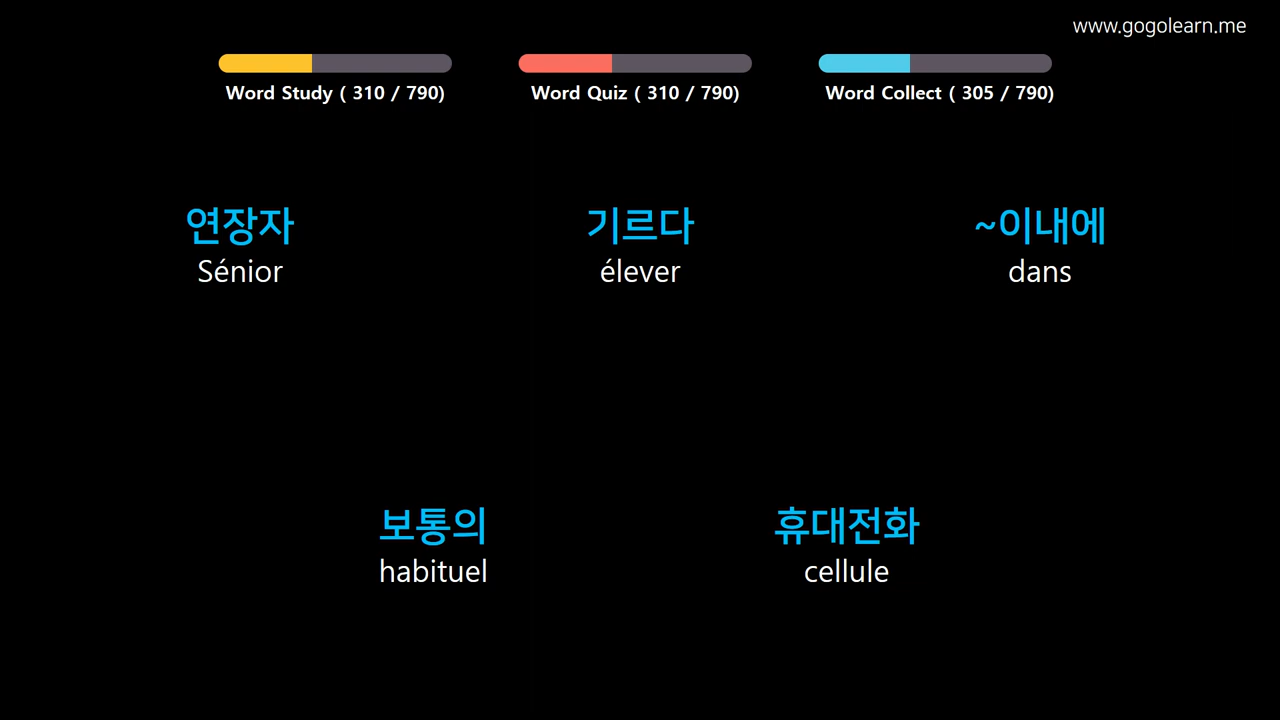 www.gogolearn.me
Word Study ( 310 / 790)
Word Quiz ( 310 / 790)
Word Collect ( 305 / 790)
연장자
Sénior
기르다
élever
~이내에
dans
보통의
habituel
휴대전화
cellule